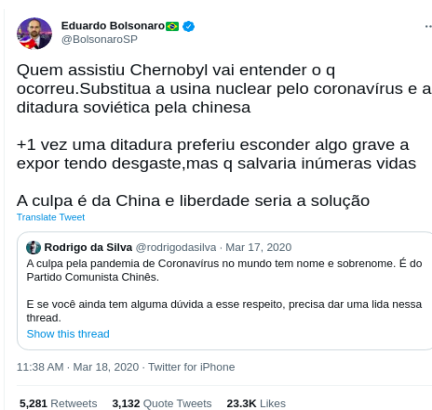 Eduardo Bolsonaro
@BolsonaroSP
Quem assistiu Chernobyl vai entender o q
ocorreu.Substitua a usina nuclear pelo coronavírus e a
ditadura soviética pela chinesa
+1 vez uma ditadura preferiu esconder algo grave a
expor tendo desgaste,mas q salvaria inúmeras vidas
A culpa é da China e liberdade seria a solução
Translate Tweet
Rodrigo da Silva @rodrigodasilva · Mar 17, 2020
A culpa pela pandemia de Coronavírus no mundo tem nome e sobrenome. É do
Partido Comunista Chinês.
E se você ainda tem alguma dúvida a esse respeito, precisa dar uma lida nessa
thread.
Show this thread
11:38 AM · Mar 18, 2020 · Twitter for iPhone
5,281 Retweets 3,132 Quote Tweets 23.3K Likes